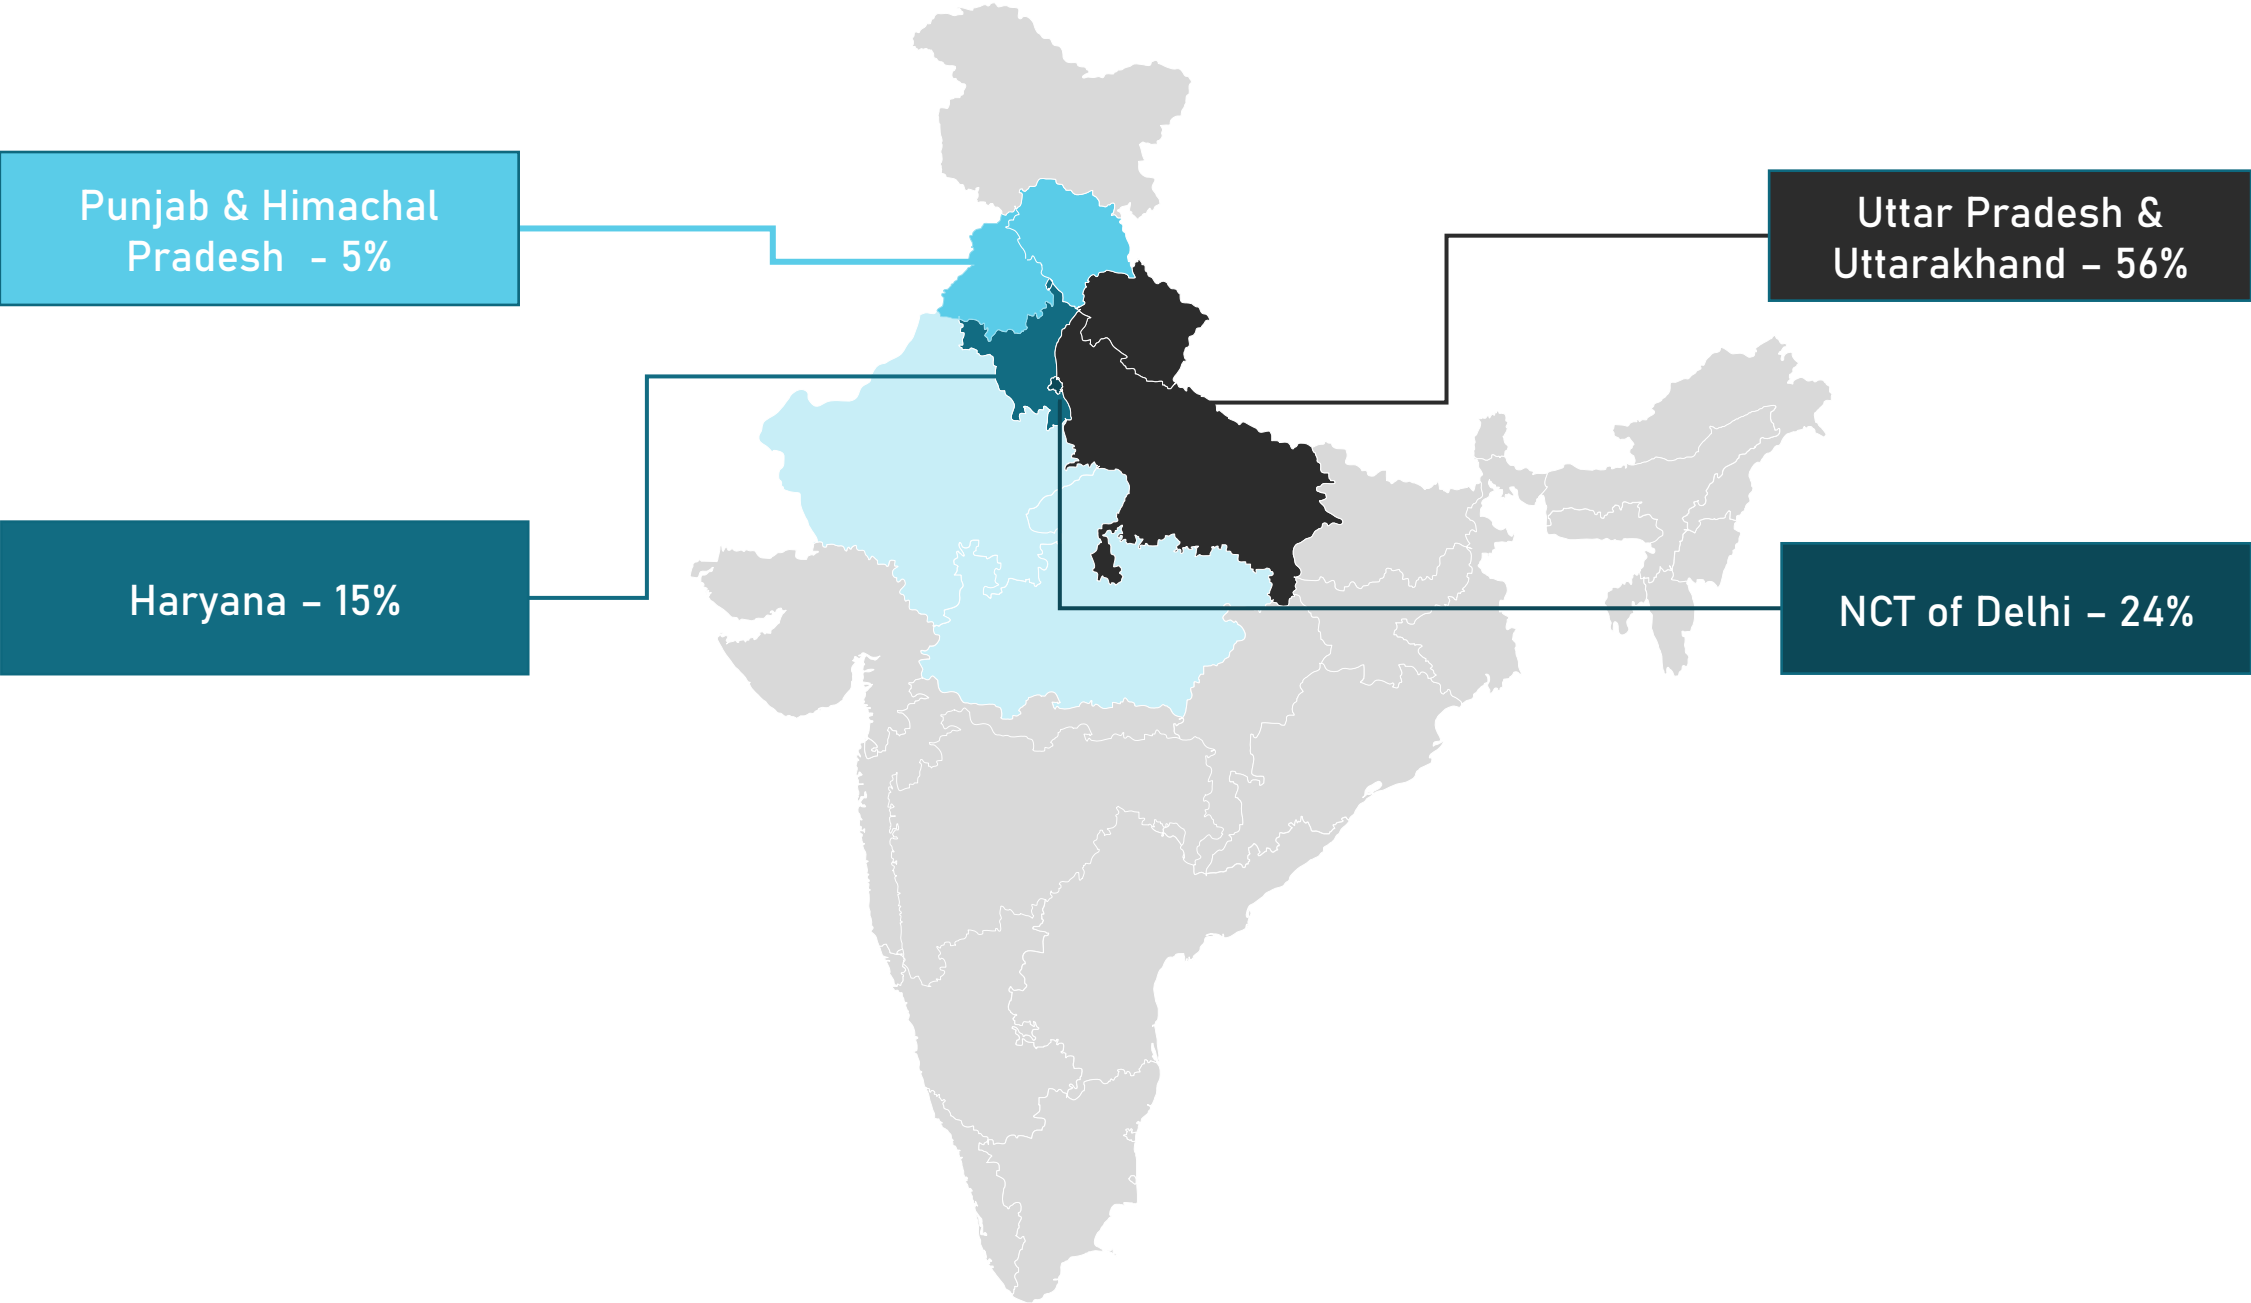 Punjab & Himachal
Pradesh - 5%
Uttar Pradesh &
Uttarakhand – 56%
Haryana – 15%
NCT of Delhi – 24%